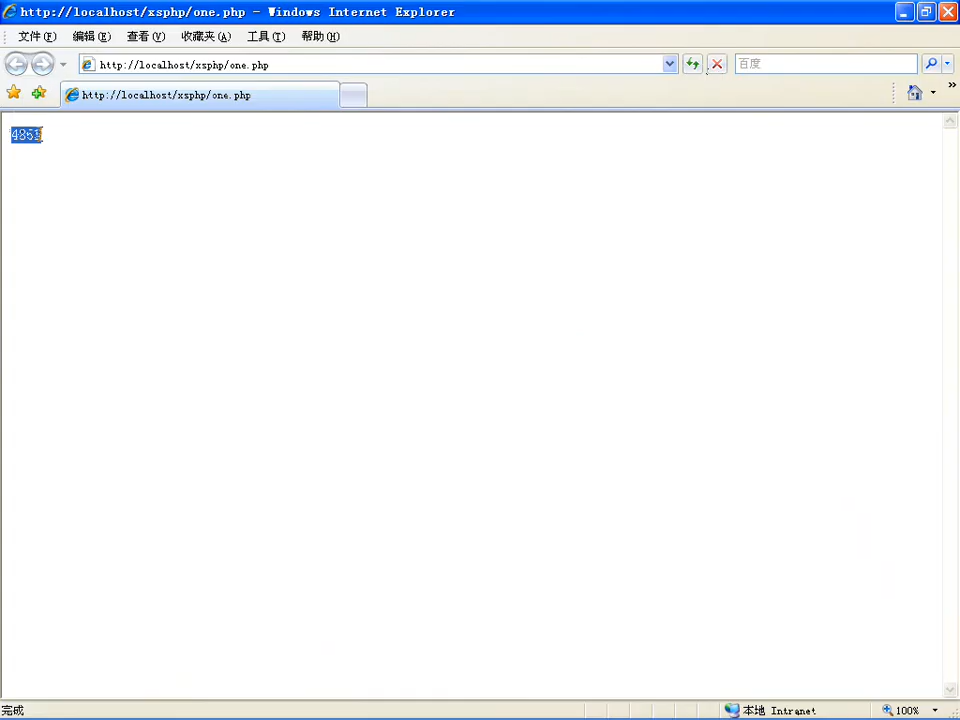 http://localhost/xsphp/one.php - Windows Internet Explorer
文件(F) 编辑(E) 查看(V) 收藏夹(A) 工具(T) 帮助(H)
http://localhost/xsphp/one.php
百度
http://localhost/xsphp/one.php
完成
本地 Intranet
100%